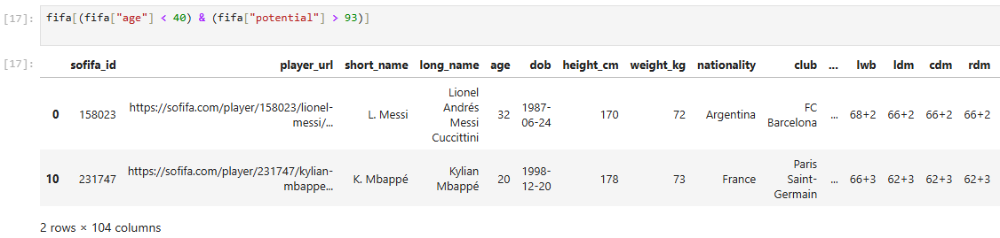 [17]: fifa[(fifa["age"] < 40) & (fifa["potential"] > 93)]
[17]:
sofifa_id player_url short_name long_name age dob height_cm weight_kg nationality club ... lwb ldm cdm rdm
0 158023 https://sofifa.com/player/158023/lionel-messi/... L. Messi Lionel Andrés Messi Cuccittini 32 1987-06-24 170 72 Argentina FC Barcelona ... 68+2 66+2 66+2 66+2
10 231747 https://sofifa.com/player/231747/kylian-mbappe... K. Mbappé Kylian Mbappé 20 1998-12-20 178 73 France Paris Saint-Germain ... 66+3 62+3 62+3 62+3
2 rows × 104 columns